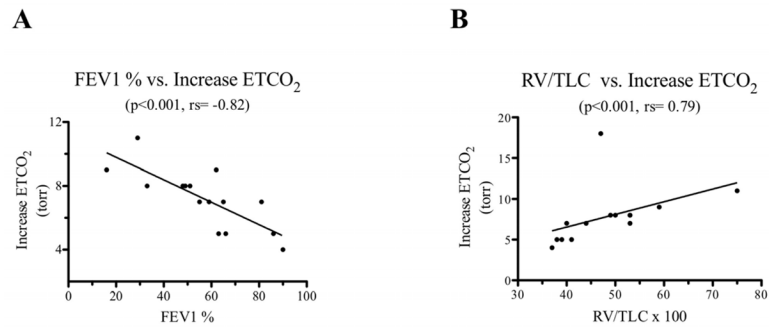 A
FEV1 % vs. Increase ETCO2
(p<0.001, rs= -0.82)
12
8
4
Increase ETCO2
(torr)
0 20 40 60 80 100
FEV1 %
B
RV/TLC vs. Increase ETCO2
(p<0.001, rs= 0.79)
20
15
10
5
0
Increase ETCO2
(torr)
30 40 50 60 70 80
RV/TLC x 100